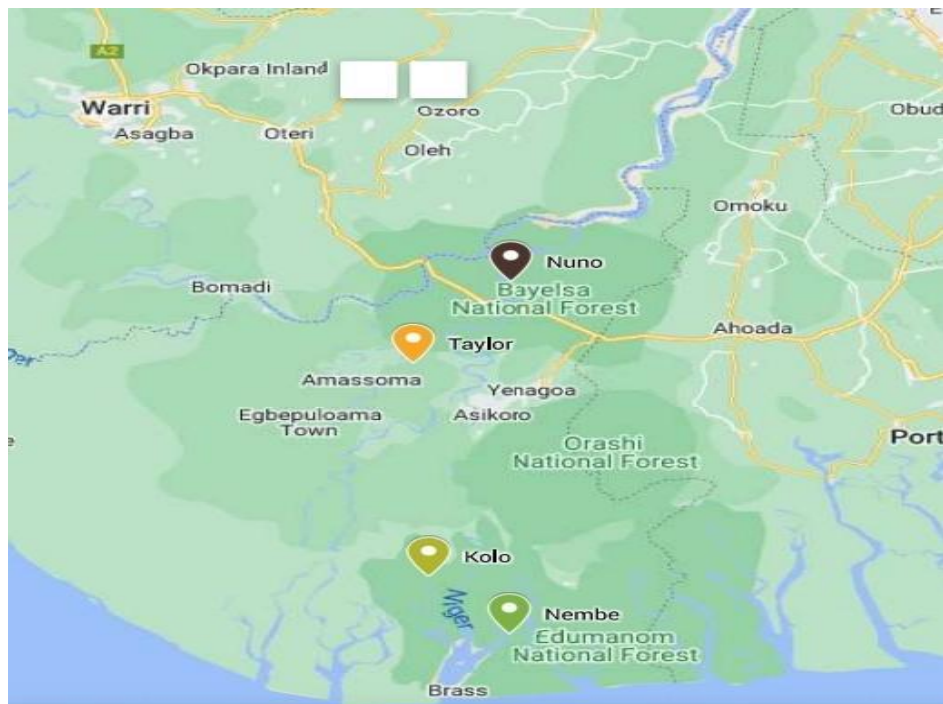 A2
Okpara Inland
Warri
Asagba
Oteri
Ozoro
Oleh
Obud
Omoku
Nuno
Bayelsa
National Forest
Bomadi
Ahoada
Taylor
Amassoma
Yenagoa
Egbepuloama
Town
Asikoro
Port
Orashi
National Forest
Kolo
Niger
Nembe
Edumanom
National Forest
Brass